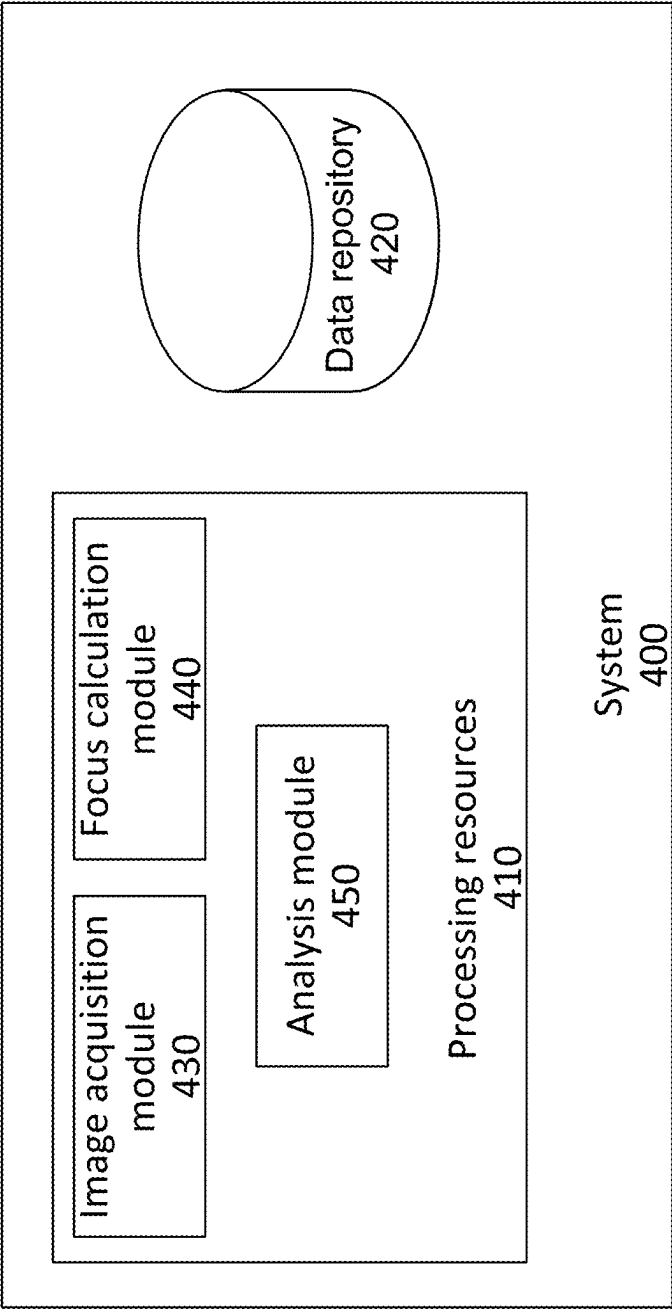 Image acquisition
module
430
Focus calculation
module
440
Analysis module
450
Processing resources
410
Data repository
420
System
400